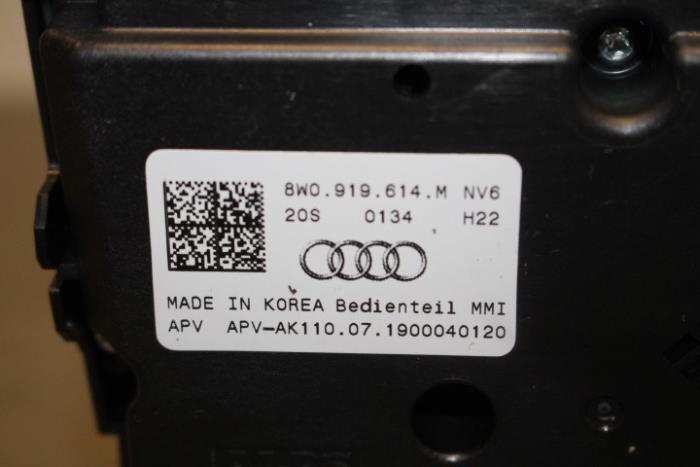 8W0.919.614.M NV6
20S 0134 H22
MADE IN KOREA Bedienteil MMI
APV APV-AK110.07.1900040120